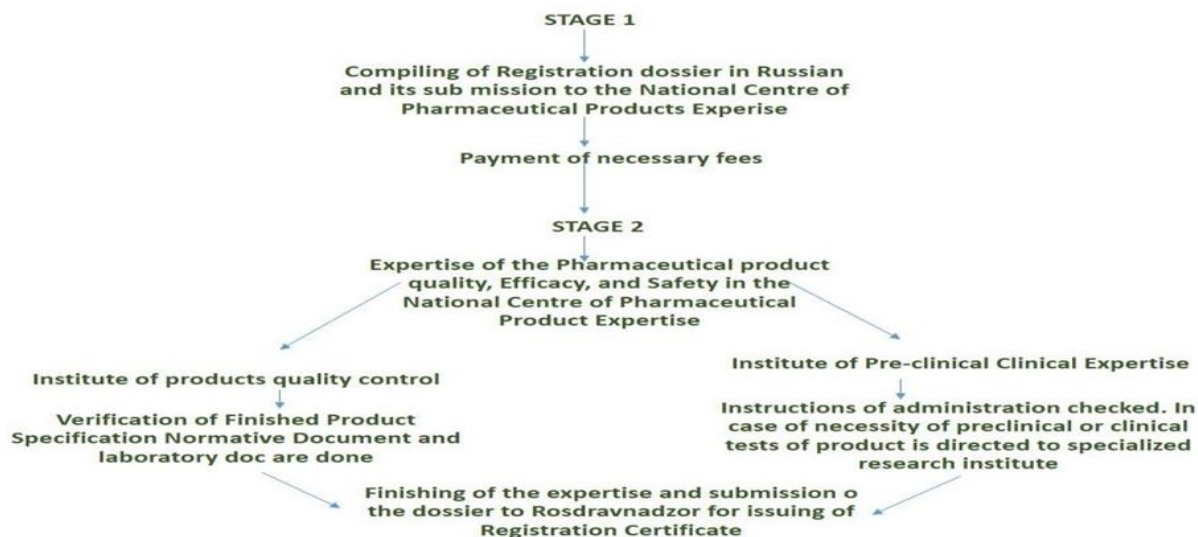 STAGE 1
Compiling of Registration dossier in Russian
and its sub mission to the National Centre of
Pharmaceutical Products Experise
Payment of necessary fees
STAGE 2
Expertise of the Pharmaceutical product
quality, Efficacy, and Safety in the
National Centre of Pharmaceutical
Product Expertise
Institute of products quality control
Verification of Finished Product
Specification Normative Document and
laboratory doc are done
Institute of Pre-clinical Clinical Expertise
Instructions of administration checked. In
case of necessity of preclinical or clinical
tests of product is directed to specialized
research institute
Finishing of the expertise and submission o
the dossier to Rosdravnadzor for issuing of
Registration Certificate